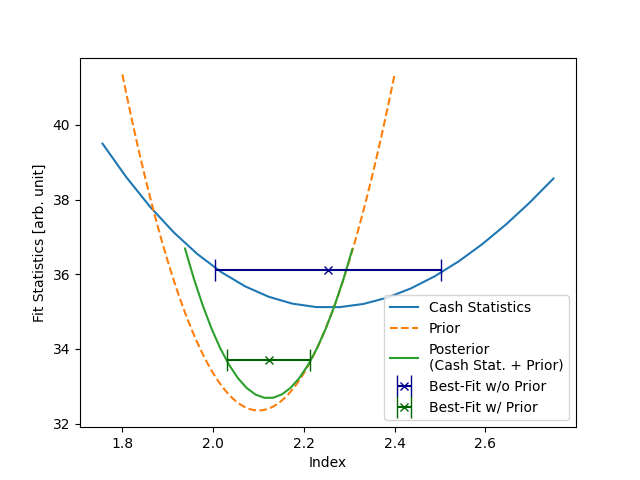 Fit Statistics [arb. unit]
40
38
36
34
32
1.8
2.0
2.2
2.4
2.6
Index
Cash Statistics
Prior
Posterior
(Cash Stat. + Prior)
Best-Fit w/o Prior
Best-Fit w/ Prior